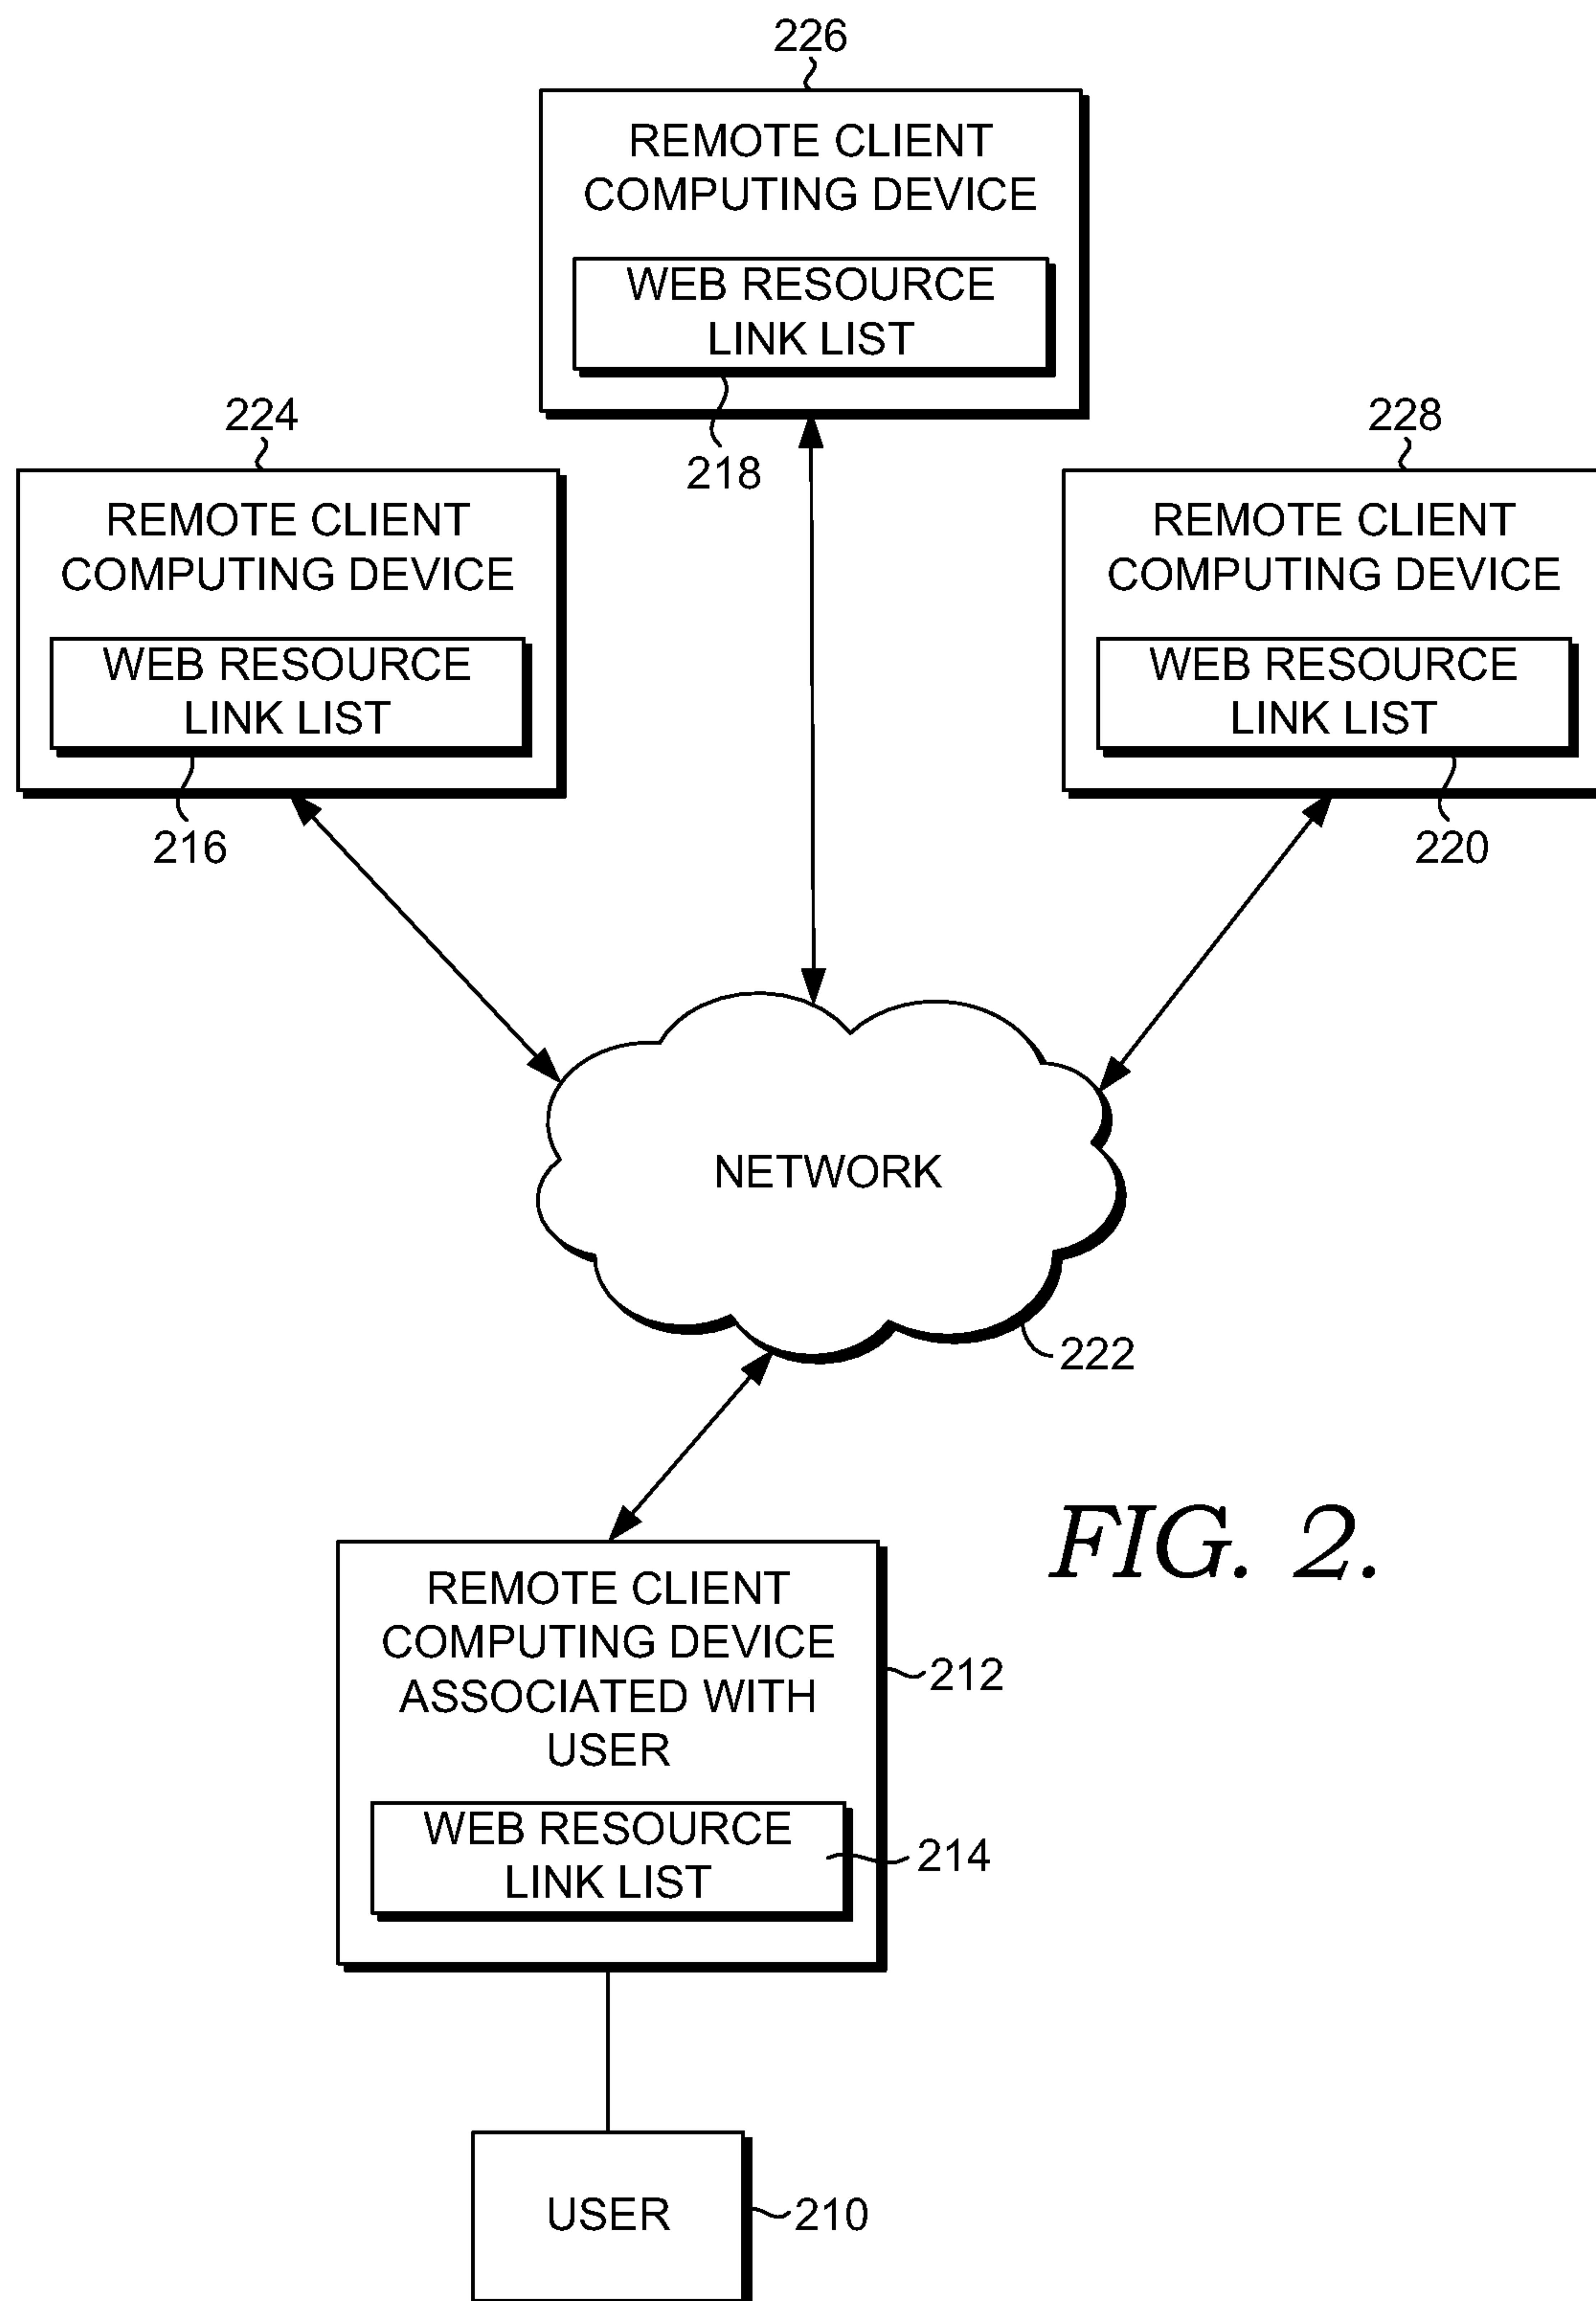 226
REMOTE CLIENT
COMPUTING DEVICE
WEB RESOURCE
LINK LIST
218
224
REMOTE CLIENT
COMPUTING DEVICE
WEB RESOURCE
LINK LIST
216
228
REMOTE CLIENT
COMPUTING DEVICE
WEB RESOURCE
LINK LIST
220
NETWORK
222
FIG. 2.
REMOTE CLIENT
COMPUTING DEVICE
ASSOCIATED WITH
USER
212
WEB RESOURCE
LINK LIST
214
USER
210